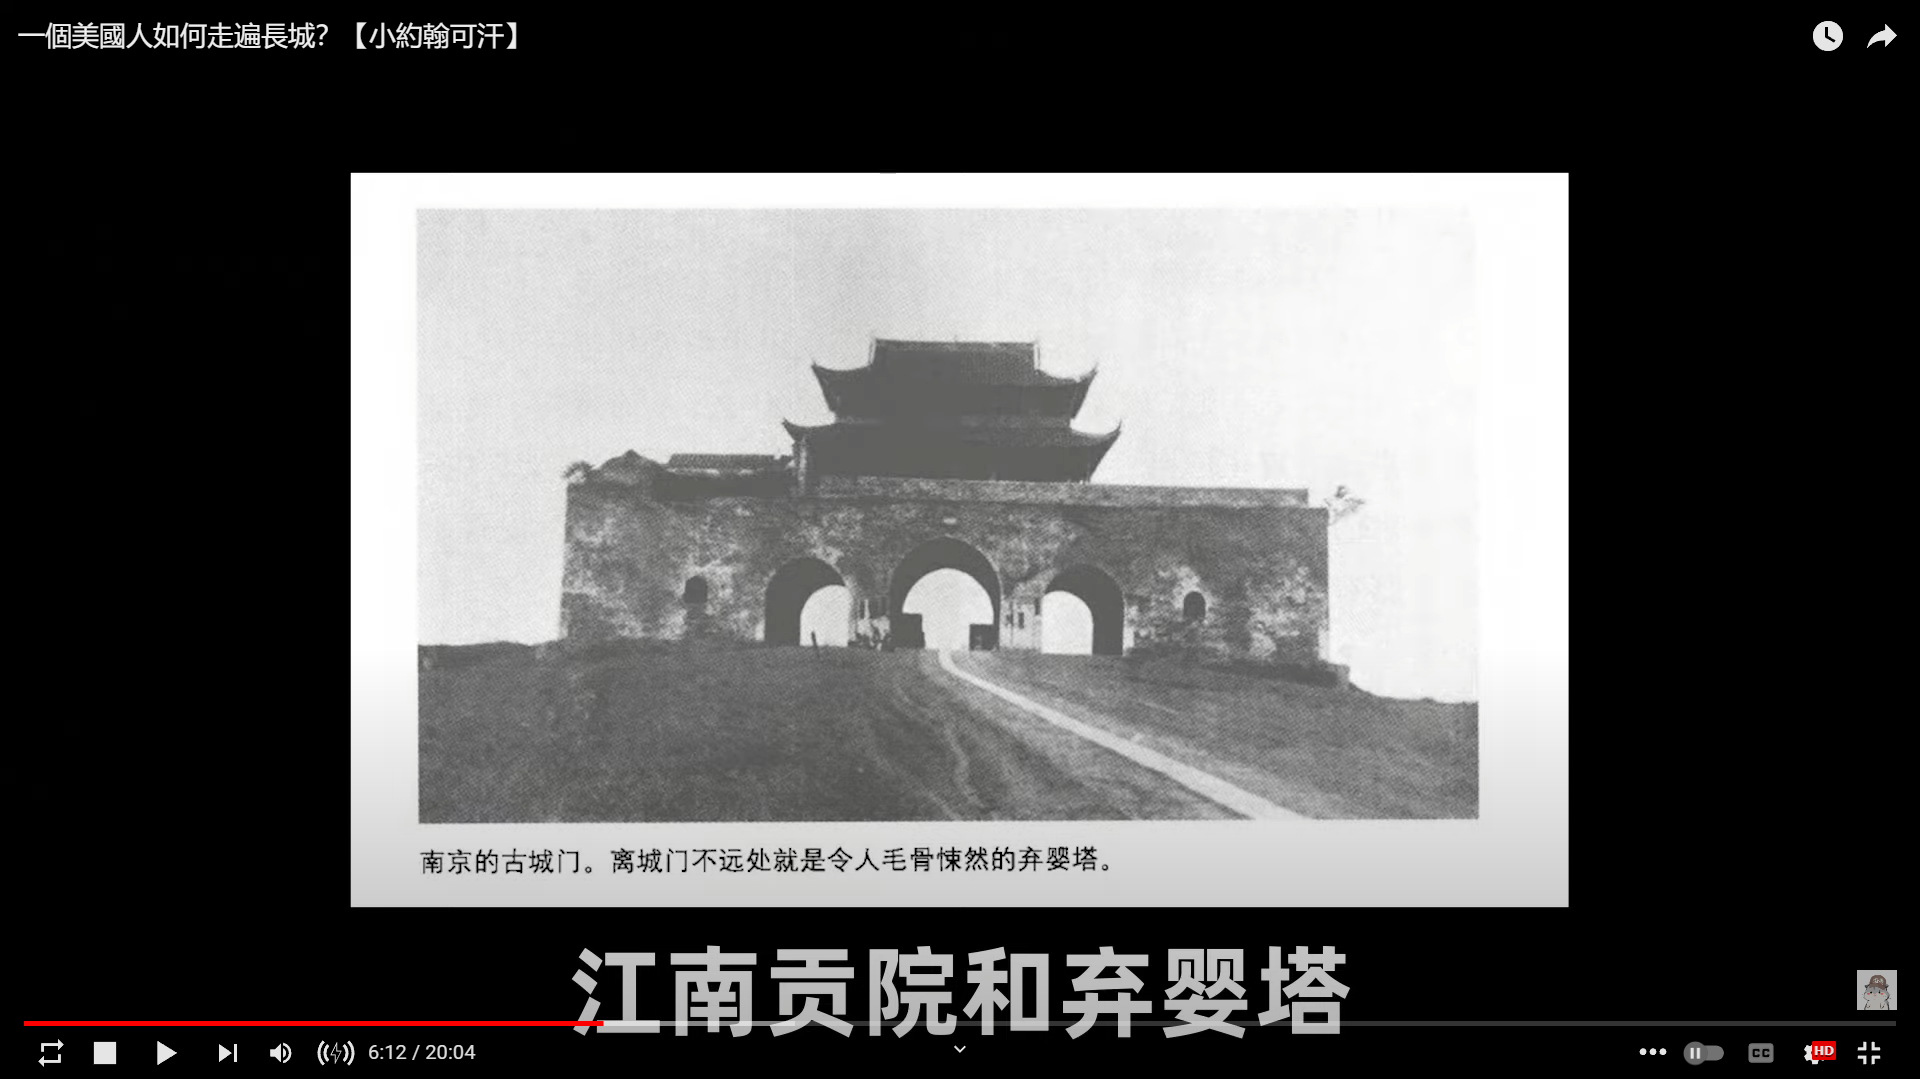 一個美國人如何走遍長城？【小約翰可汗】
南京的古城门。离城门不远处就是令人毛骨悚然的弃婴塔。
江南贡院和弃婴塔
6:12 / 20:04
CC
HD